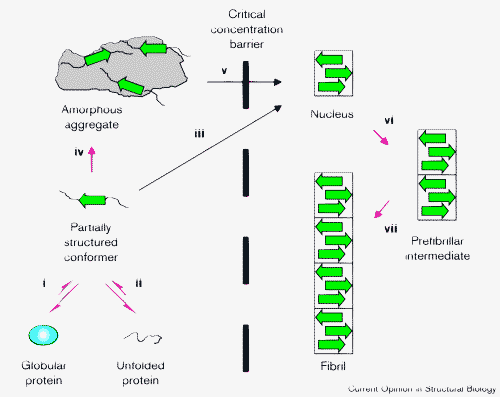 Critical
concentration
barrier
v
Amorphous
aggregate
Nucleus
iii
vi
iv
Partially
structured
conformer
vii
Prefibrillar
intermediate
i
ii
Globular
protein
Unfolded
protein
Fibril
Current Opinion in Structural Biology